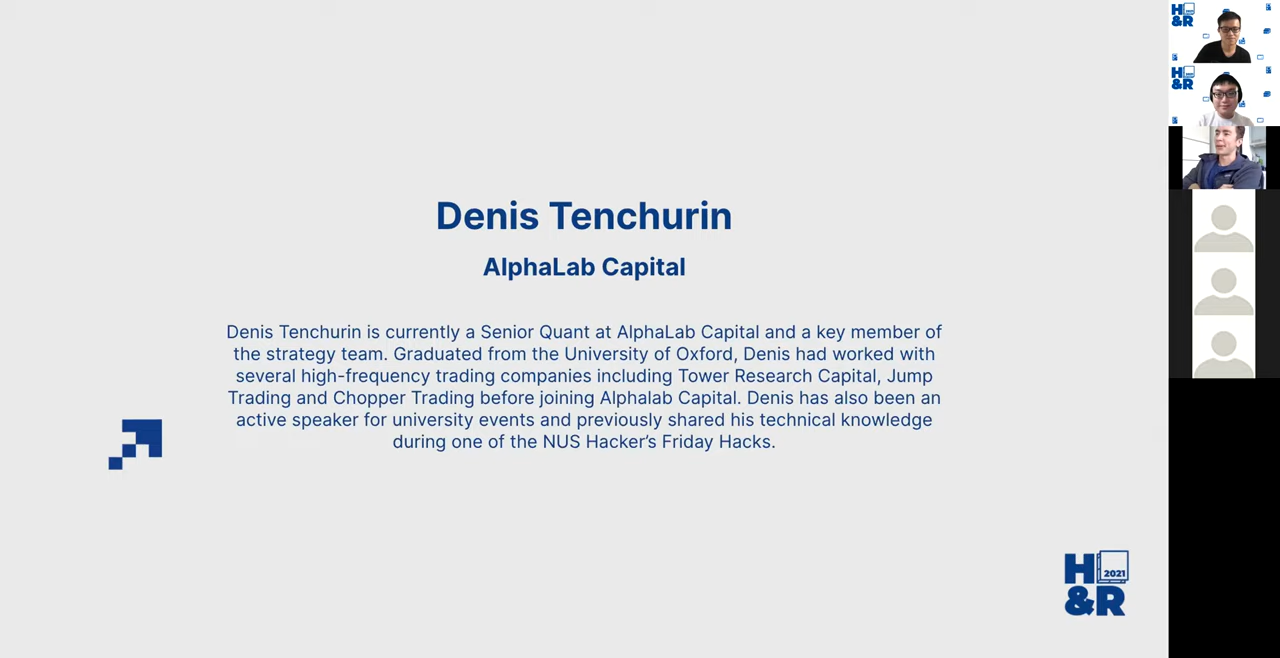 Denis Tenchurin
AlphaLab Capital
Denis Tenchurin is currently a Senior Quant at AlphaLab Capital and a key member of
the strategy team. Graduated from the University of Oxford, Denis had worked with
several high-frequency trading companies including Tower Research Capital, Jump
Trading and Chopper Trading before joining Alphalab Capital. Denis has also been an
active speaker for university events and previously shared his technical knowledge
during one of the NUS Hacker's Friday Hacks.
H 2021
&R
H
&R
H
&R